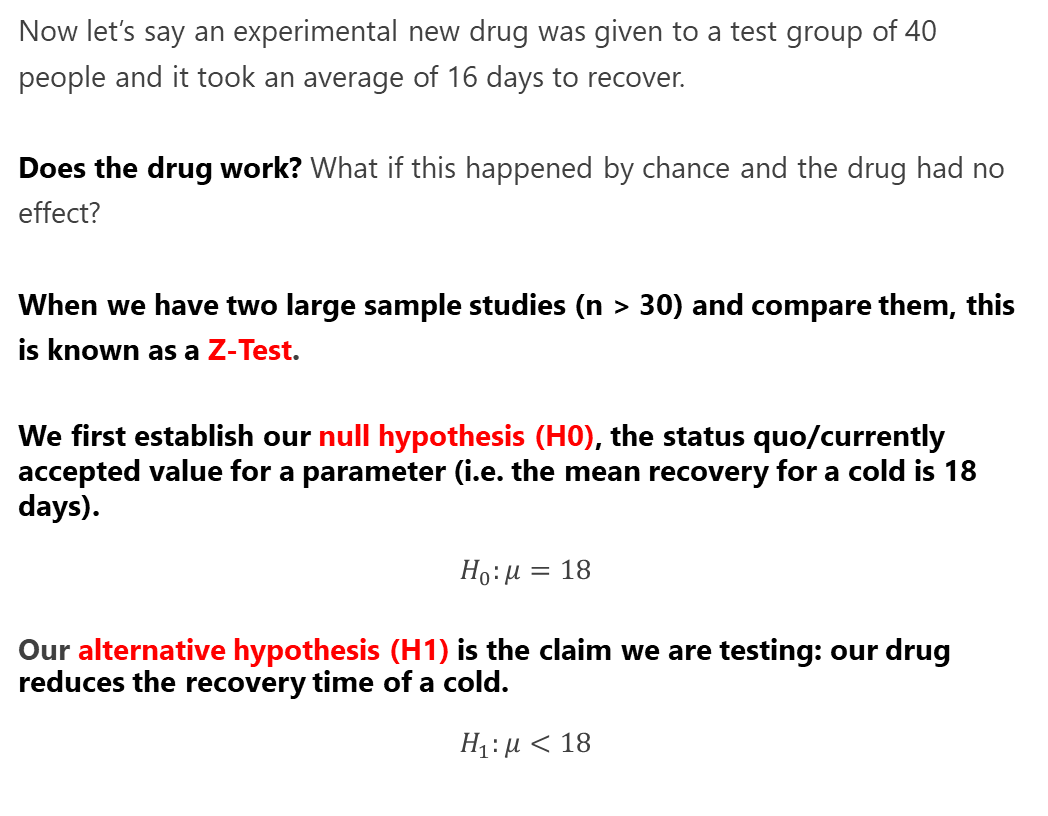 Now let’s say an experimental new drug was given to a test group of 40
people and it took an average of 16 days to recover.
Does the drug work? What if this happened by chance and the drug had no
effect?
When we have two large sample studies (n > 30) and compare them, this
is known as a Z-Test.
We first establish our null hypothesis (H0), the status quo/currently
accepted value for a parameter (i.e. the mean recovery for a cold is 18
days).
H₀: μ = 18
Our alternative hypothesis (H1) is the claim we are testing: our drug
reduces the recovery time of a cold.
H₁: μ < 18